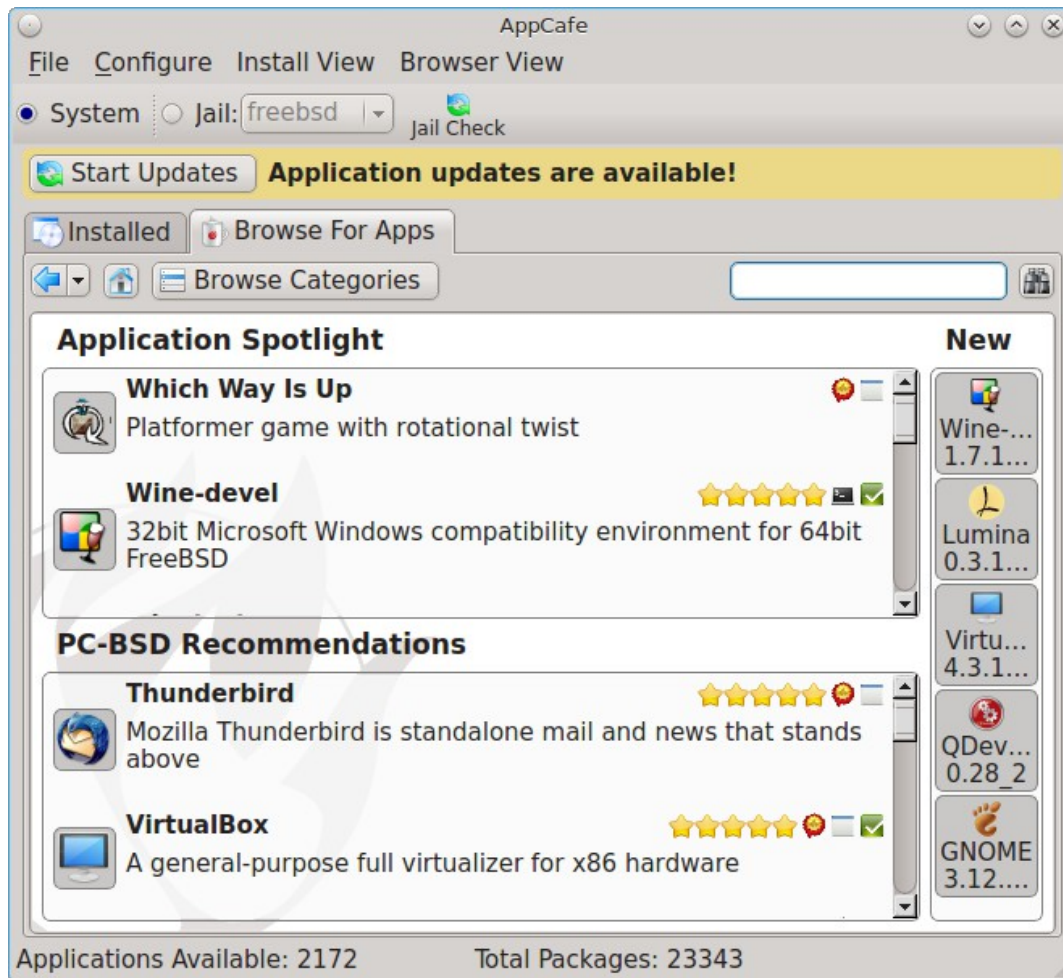 AppCafe
File Configure Install View Browser View
System Jail: freebsd Jail Check
Start Updates Application updates are available!
Installed Browse For Apps
Browse Categories
Application Spotlight
Which Way Is Up
Platformer game with rotational twist
Wine-devel
32bit Microsoft Windows compatibility environment for 64bit
FreeBSD
PC-BSD Recommendations
Thunderbird
Mozilla Thunderbird is standalone mail and news that stands
above
VirtualBox
A general-purpose full virtualizer for x86 hardware
New
Wine-...
1.7.1...
Lumina
0.3.1...
Virtu...
4.3.1...
QDev...
0.28_2
GNOME
3.12....
Applications Available: 2172 Total Packages: 23343